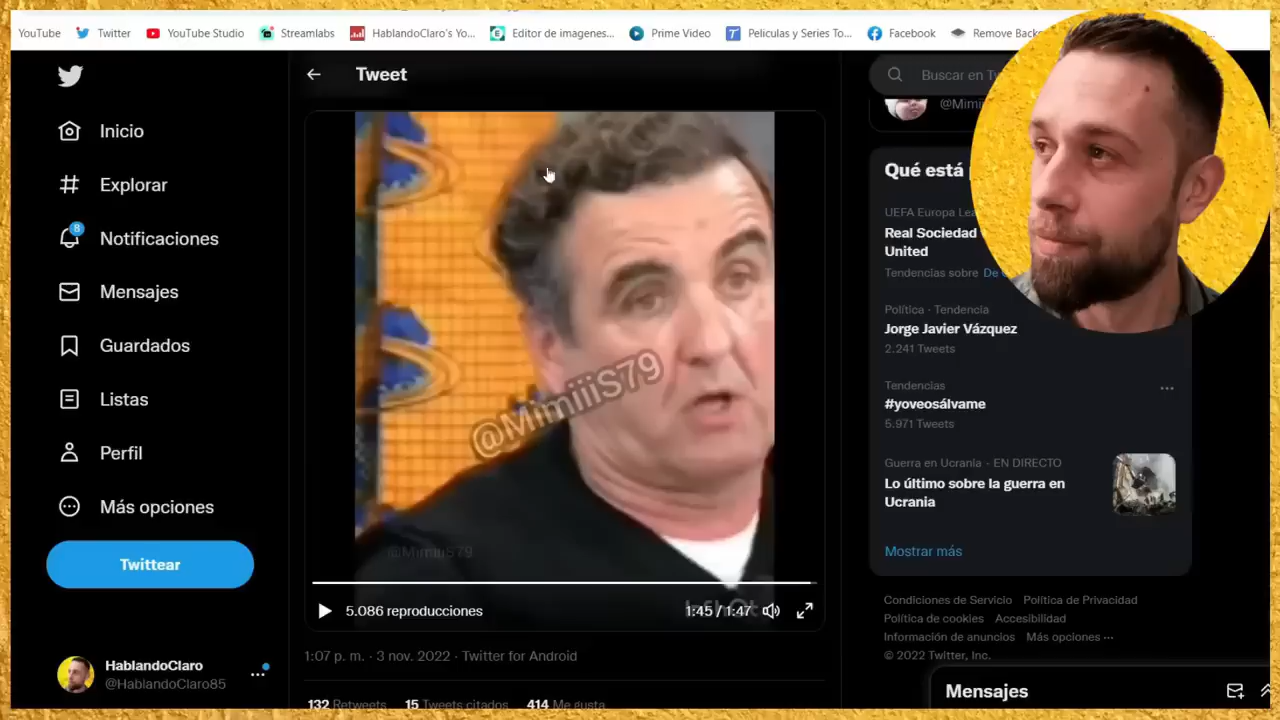 YouTube
Twitter
YouTube Studio
Streamlabs
HablandoClaro's Yo...
Editor de imagenes...
Prime Video
Peliculas y Series To...
Facebook
Remove Back
Tweet
Buscar en Tw
@Mimi
Inicio
Explorar
8
Notificaciones
Mensajes
Guardados
Listas
Perfil
Más opciones
Twittear
HablandoClaro
@HablandoClaro85
@MimiiiS79
@MimiiS79
5.086 reproducciones
1:45 / 1:47
1:07 p. m. · 3 nov. 2022 · Twitter for Android
132 Retweets 15 Tweets citados 414 Me gusta
Qué está
UEFA Europa Lea
Real Sociedad
United
Tendencias sobre De G
Política · Tendencia
Jorge Javier Vázquez
2.241 Tweets
Tendencias
#yoveosálvame
5.971 Tweets
Guerra en Ucrania · EN DIRECTO
Lo último sobre la guerra en
Ucrania
Mostrar más
Condiciones de Servicio Política de Privacidad
Política de cookies Accesibilidad
Información de anuncios Más opciones ···
© 2022 Twitter, Inc.
Mensajes